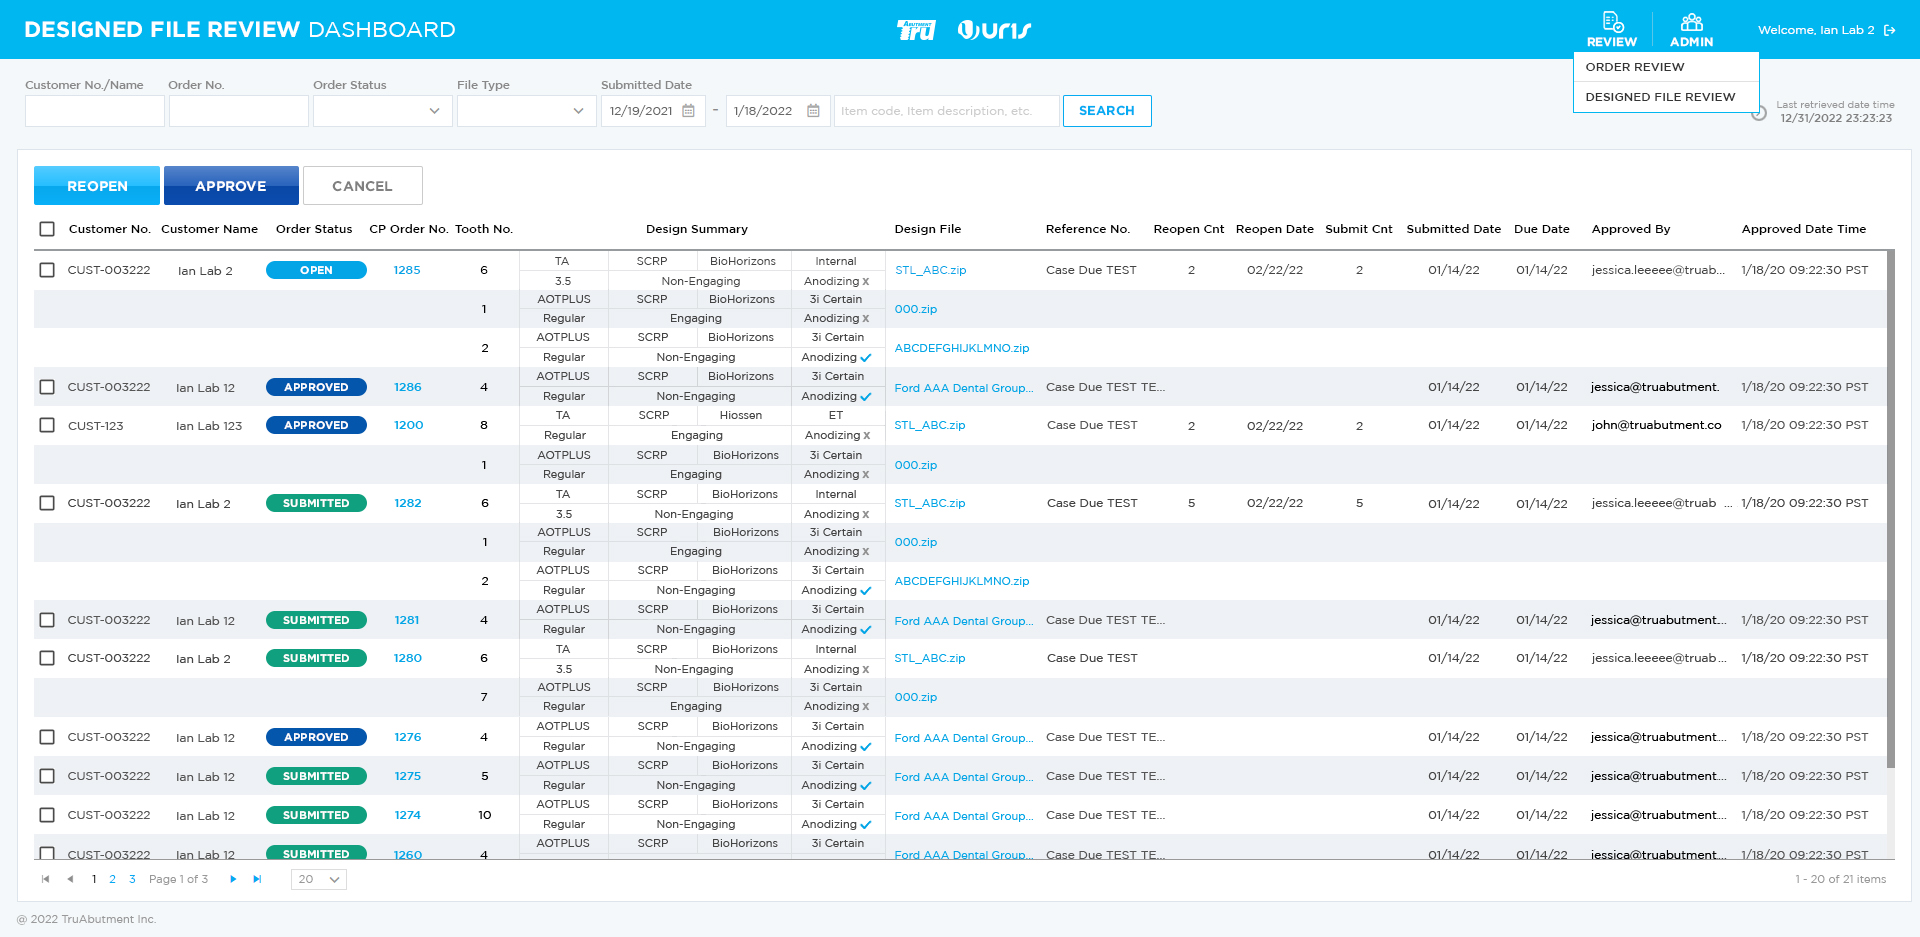 DESIGNED FILE REVIEW DASHBOARD
ABUTMENT
Tru
uris
REVIEW
ADMIN
Welcome, Ian Lab 2
ORDER REVIEW
DESIGNED FILE REVIEW
Customer No./Name Order No. Order Status File Type Submitted Date
12/19/2021 - 1/18/2022 Item code, Item description, etc. SEARCH
Last retrieved date time
12/31/2022 23:23:23
REOPEN APPROVE CANCEL
Customer No. Customer Name Order Status CP Order No. Tooth No. Design Summary Design File Reference No. Reopen Cnt Reopen Date Submit Cnt Submitted Date Due Date Approved By Approved Date Time
TA SCRP BioHorizons Internal
CUST-003222 Ian Lab 2 OPEN 1285 6 STL_ABC.zip Case Due TEST 2 02/22/22 2 01/14/22 01/14/22 jessica.leeeee@truab... 1/18/20 09:22:30 PST
3.5 Non-Engaging Anodizing x
AOTPLUS SCRP BioHorizons 3i Certain
1 000.zip
Regular Engaging Anodizing x
AOTPLUS SCRP BioHorizons 3i Certain
2 ABCDEFGHIJKLMNO.zip
Regular Non-Engaging Anodizing ✓
AOTPLUS SCRP BioHorizons 3i Certain
CUST-003222 Ian Lab 12 APPROVED 1286 4 Ford AAA Dental Group... Case Due TEST TE... 01/14/22 01/14/22 jessica@truabutment. 1/18/20 09:22:30 PST
Regular Non-Engaging Anodizing ✓
TA SCRP Hiossen ET
CUST-123 Ian Lab 123 APPROVED 1200 8 STL_ABC.zip Case Due TEST 2 02/22/22 2 01/14/22 01/14/22 john@truabutment.co 1/18/20 09:22:30 PST
Regular Engaging Anodizing x
AOTPLUS SCRP BioHorizons 3i Certain
1 000.zip
Regular Engaging Anodizing x
TA SCRP BioHorizons Internal
CUST-003222 Ian Lab 2 SUBMITTED 1282 6 STL_ABC.zip Case Due TEST 5 02/22/22 5 01/14/22 01/14/22 jessica.leeeee@truab ... 1/18/20 09:22:30 PST
3.5 Non-Engaging Anodizing x
AOTPLUS SCRP BioHorizons 3i Certain
1 000.zip
Regular Engaging Anodizing x
AOTPLUS SCRP BioHorizons 3i Certain
2 ABCDEFGHIJKLMNO.zip
Regular Non-Engaging Anodizing ✓
AOTPLUS SCRP BioHorizons 3i Certain
CUST-003222 Ian Lab 12 SUBMITTED 1281 4 Ford AAA Dental Group... Case Due TEST TE... 01/14/22 01/14/22 jessica@truabutment... 1/18/20 09:22:30 PST
Regular Non-Engaging Anodizing ✓
TA SCRP BioHorizons Internal
CUST-003222 Ian Lab 2 SUBMITTED 1280 6 STL_ABC.zip Case Due TEST 01/14/22 01/14/22 jessica.leeeee@truab... 1/18/20 09:22:30 PST
3.5 Non-Engaging Anodizing x
AOTPLUS SCRP BioHorizons 3i Certain
7 000.zip
Regular Engaging Anodizing x
AOTPLUS SCRP BioHorizons 3i Certain
CUST-003222 Ian Lab 12 APPROVED 1276 4 Ford AAA Dental Group... Case Due TEST TE... 01/14/22 01/14/22 jessica@truabutment... 1/18/20 09:22:30 PST
Regular Non-Engaging Anodizing ✓
AOTPLUS SCRP BioHorizons 3i Certain
CUST-003222 Ian Lab 12 SUBMITTED 1275 5 Ford AAA Dental Group... Case Due TEST TE... 01/14/22 01/14/22 jessica@truabutment... 1/18/20 09:22:30 PST
Regular Non-Engaging Anodizing ✓
AOTPLUS SCRP BioHorizons 3i Certain
CUST-003222 Ian Lab 12 SUBMITTED 1274 10 Ford AAA Dental Group... Case Due TEST TE... 01/14/22 01/14/22 jessica@truabutment... 1/18/20 09:22:30 PST
Regular Non-Engaging Anodizing ✓
AOTPLUS SCRP BioHorizons 3i Certain
CUST-003222 Ian Lab 12 SUBMITTED 1260 4 Ford AAA Dental Group... Case Due TEST TE... 01/14/22 01/14/22 jessica@truabutment... 1/18/20 09:22:30 PST
1 2 3 Page 1 of 3 20 1 - 20 of 21 items
@ 2022 TruAbutment Inc.